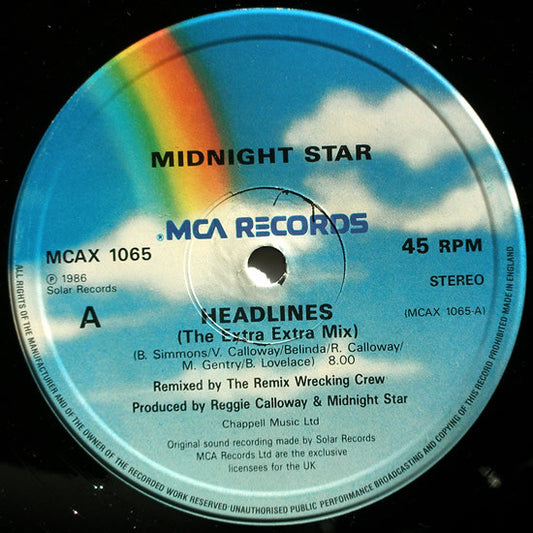 MIDNIGHT STAR
®MCA RECORDS
MCAX 1065
45 RPM
℗ 1986
Solar Records
STEREO
A
(MCAX 1065-A)
HEADLINES
(The Extra Extra Mix)
(B. Simmons/V. Calloway/Belinda/R. Calloway/
M. Gentry/B. Lovelace) 8.00
Remixed by The Remix Wrecking Crew
Produced by Reggie Calloway & Midnight Star
Chappell Music Ltd
Original sound recording made by Solar Records
MCA Records Ltd are the exclusive
licensees for the UK
ALL RIGHTS OF THE MANUFACTURER AND OF THE OWNER OF THE RECORDED WORK RESERVED·UNAUTHORISED PUBLIC PERFORMANCE BROADCASTING AND COPYING OF THIS RECORD PROHIBITED·MADE IN ENGLAND